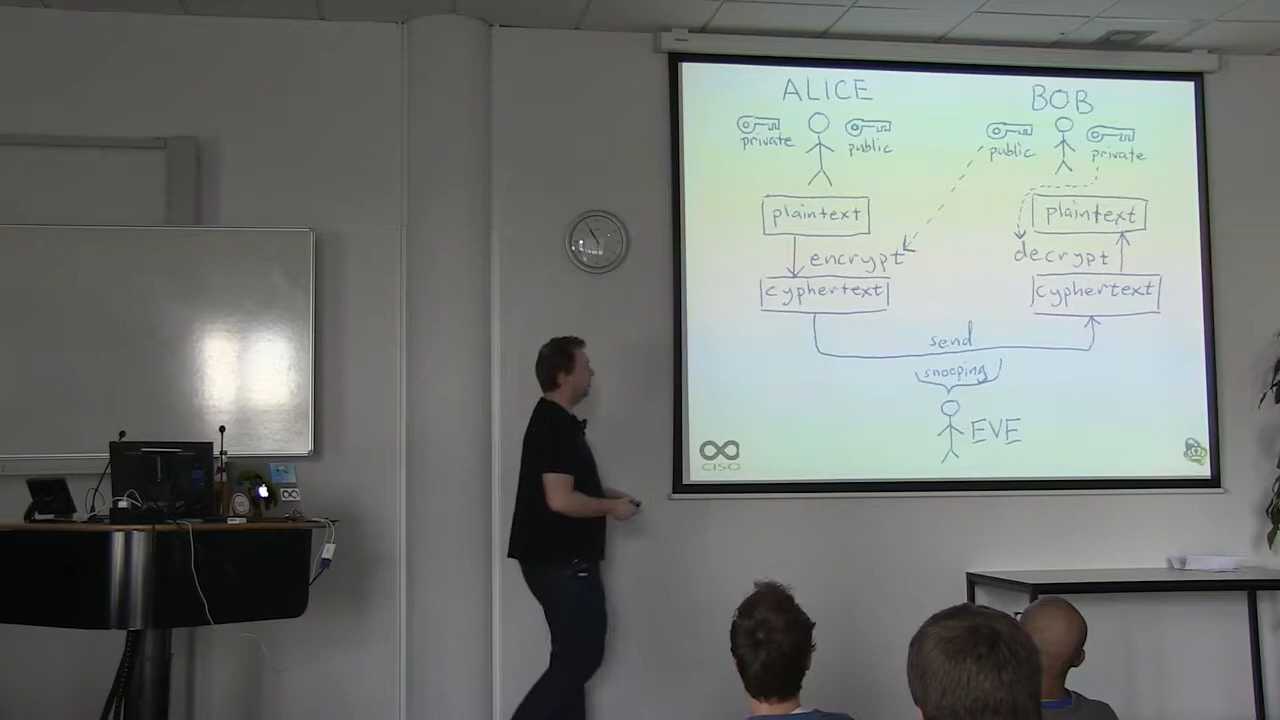 ALICE
BOB
private
public
public
private
plaintext
plaintext
encrypt
decrypt
cyphertext
cyphertext
send
snooping
EVE
CISO